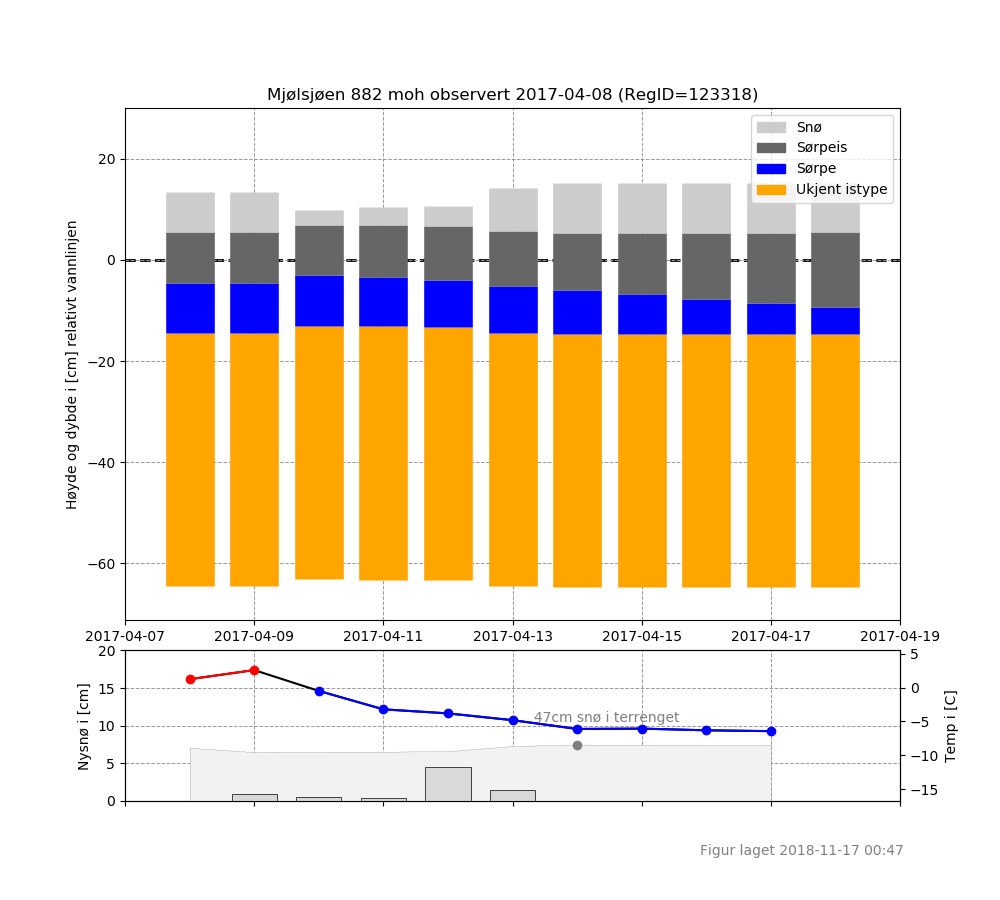 Mjølsjøen 882 moh observert 2017-04-08 (RegID=123318)
Snø
Sørpeis
Sørpe
Ukjent istype
Høyde og dybde i [cm] relativt vannlinjen
20
0
−20
−40
−60
2017-04-07 2017-04-09 2017-04-11 2017-04-13 2017-04-15 2017-04-17 2017-04-19
Nysnø i [cm]
20
15
10
5
0
47cm snø i terrenget
5
0
−5
−10
−15
Temp i [C]
Figur laget 2018-11-17 00:47